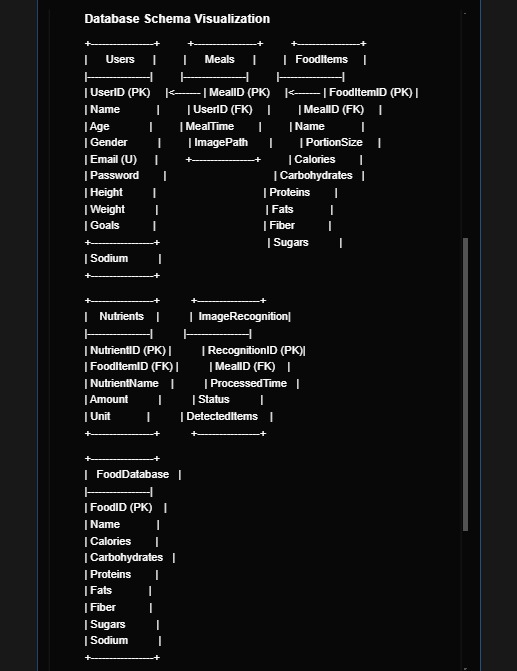 Database Schema Visualization
+-----------------+ +-----------------+ +-----------------+
| Users | | Meals | | FoodItems |
|-----------------| |-----------------| |-----------------|
| UserID (PK) |<------- | MealID (PK) |<------- | FoodItemID (PK) |
| Name | | UserID (FK) | | MealID (FK) |
| Age | | MealTime | | Name |
| Gender | | ImagePath | | PortionSize |
| Email (U) | +-----------------+ | Calories |
| Password | | Carbohydrates |
| Height | | Proteins |
| Weight | | Fats |
| Goals | | Fiber |
+-----------------+ | Sugars |
| Sodium |
+-----------------+
+-----------------+ +-----------------+
| Nutrients | | ImageRecognition|
|-----------------| |-----------------|
| NutrientID (PK) | | RecognitionID (PK)|
| FoodItemID (FK) | | MealID (FK) |
| NutrientName | | ProcessedTime |
| Amount | | Status |
| Unit | | DetectedItems |
+-----------------+ +-----------------+
+-----------------+
| FoodDatabase |
|-----------------|
| FoodID (PK) |
| Name |
| Calories |
| Carbohydrates |
| Proteins |
| Fats |
| Fiber |
| Sugars |
| Sodium |
+-----------------+